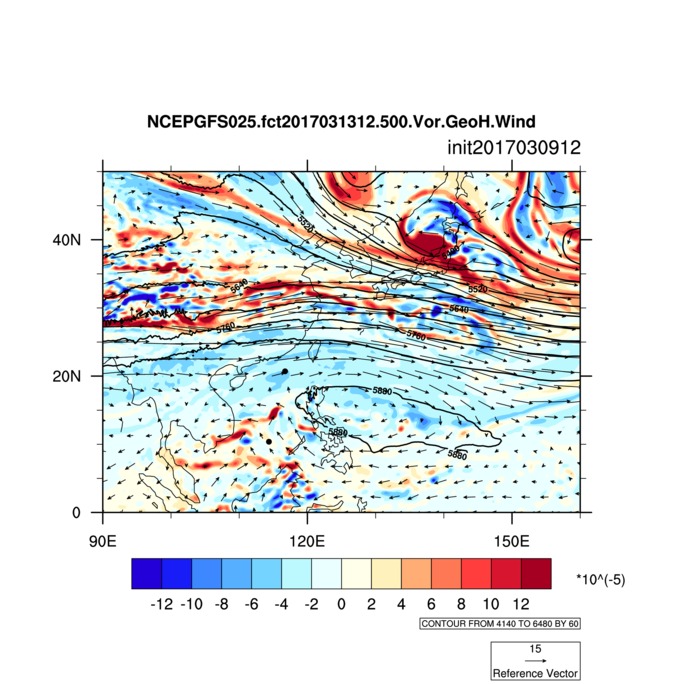 NCEPGFS025.fct2017031312.500.Vor.GeoH.Wind
init2017030912
40N
20N
0
90E 120E 150E
5520
5640
5760
5520
5640
5760
5880
5880
5880
-12 -10 -8 -6 -4 -2 0 2 4 6 8 10 12
*10^(-5)
CONTOUR FROM 4140 TO 6480 BY 60
15
Reference Vector